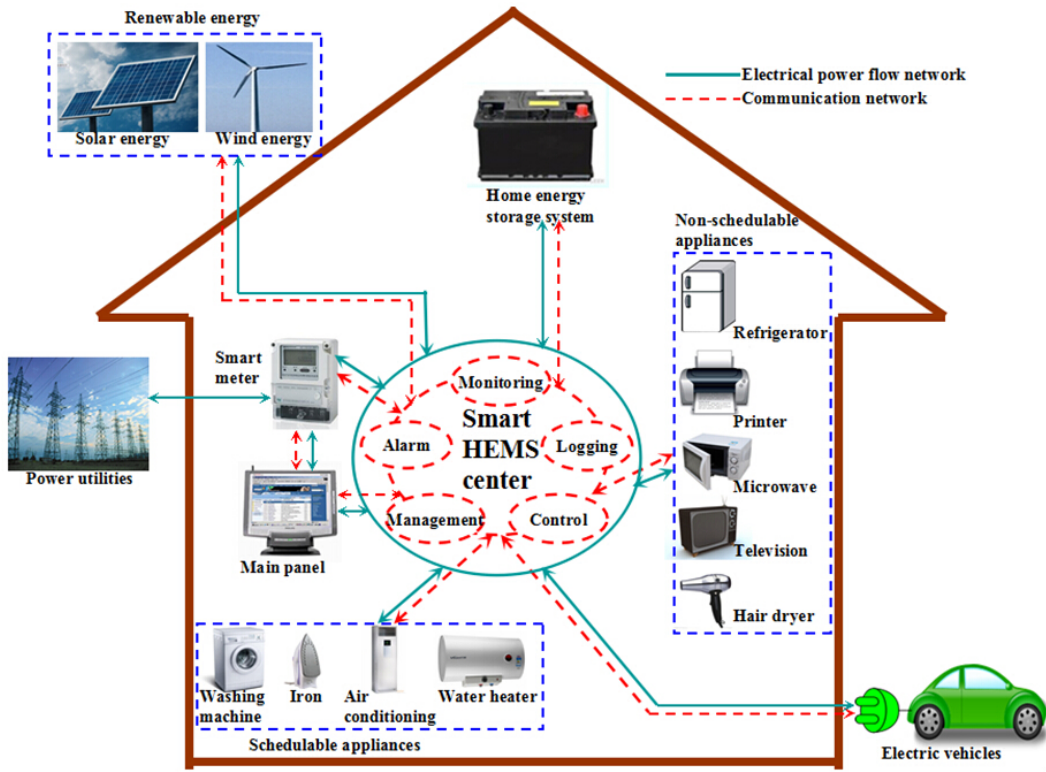 Renewable energy
Solar energy
Wind energy
Electrical power flow network
Communication network
Home energy
storage system
Non-schedulable
appliances
Refrigerator
Printer
Microwave
Television
Hair dryer
Smart
meter
Power utilities
Main panel
Monitoring
Alarm
Smart
HEMS
center
Logging
Management
Control
Washing
machine
Iron
Air
conditioning
Water heater
Schedulable appliances
Electric vehicles